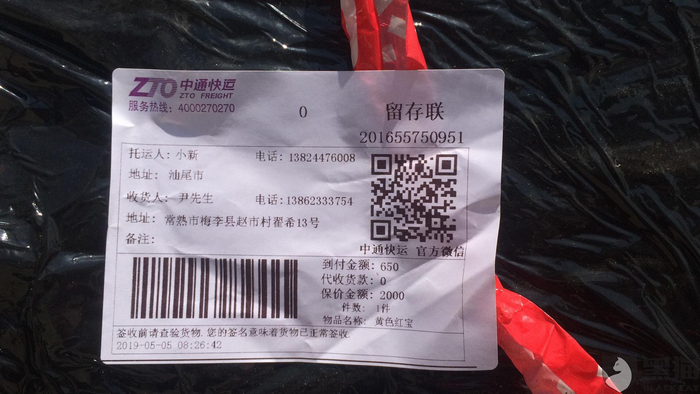 ZTO 中通快运
ZTO FREIGHT
服务热线: 4000270270
0
留存联
201655750951
托运人: 小新 电话: 13824476008
地址: 汕尾市
收货人: 尹先生 电话: 13862333754
地址: 常熟市梅李县赵市村翟希13号
备注:
中通快运 官方微信
到付金额: 650
代收货款: 0
保价金额: 2000
件数: 1件
物品名称: 黄色红宝
签收前请查验货物, 您的签名意味着货物已正常签收.
2019-05-05 08:26:42
黑猫
BLACK CAT